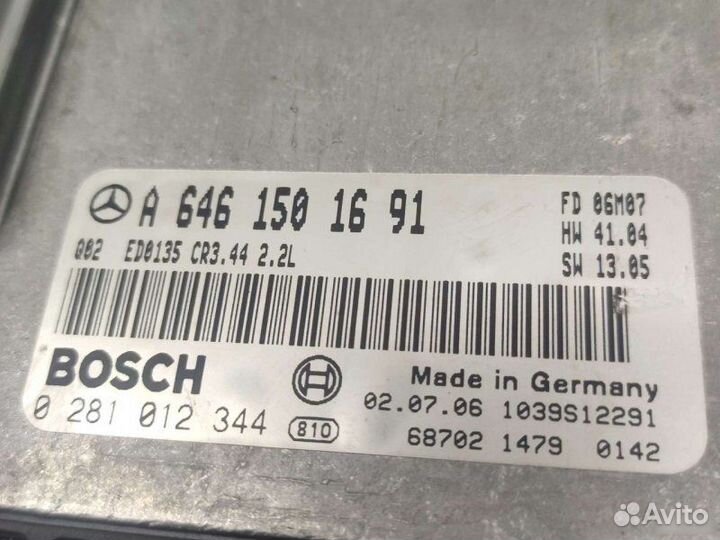 A 646 150 16 91
FD 06M07
HW 41.04
SW 13.05
Q02 ED0135 CR3.44 2.2L
BOSCH
Made in Germany
0 281 012 344
810
02.07.06 1039S12291
68702 1479 0142
Avito